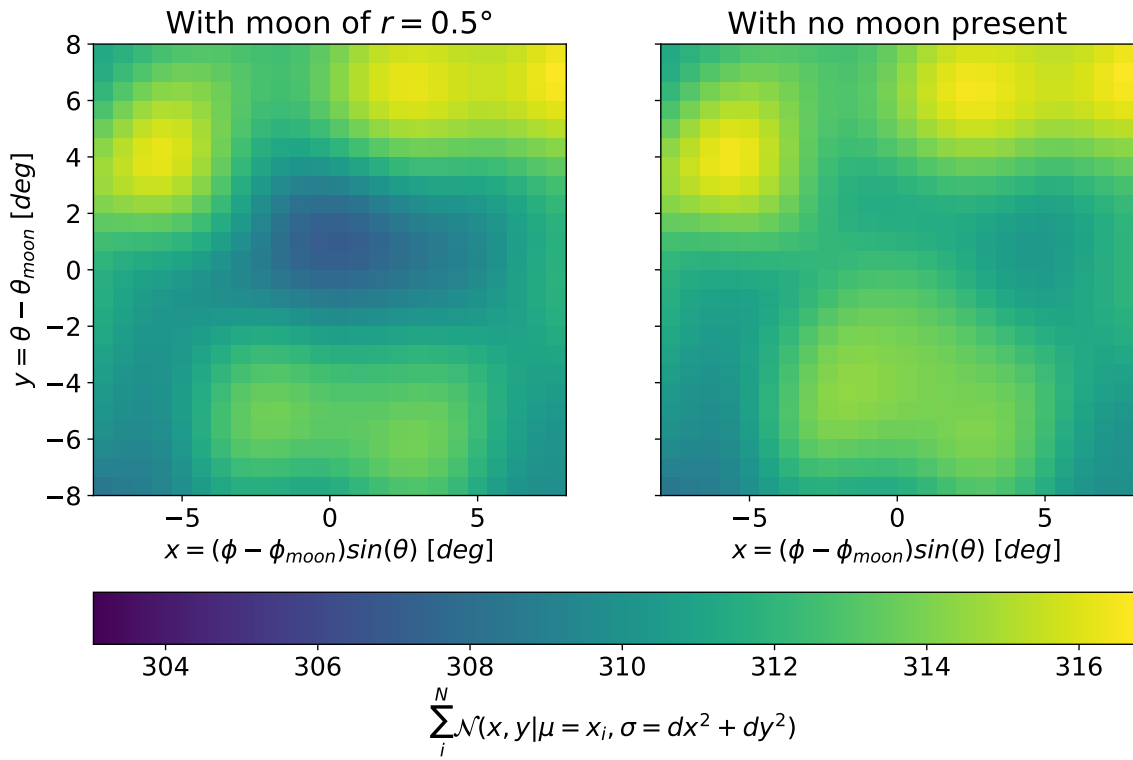 With moon of r = 0.5°
With no moon present
8
6
4
2
0
−2
−4
−6
−8
y = θ − θ_moon [deg]
−5 0 5
−5 0 5
x = (ϕ − ϕ_moon)sin(θ) [deg]
x = (ϕ − ϕ_moon)sin(θ) [deg]
304 306 308 310 312 314 316
N
∑𝒩(x, y|μ = x_i, σ = dx² + dy²)
i